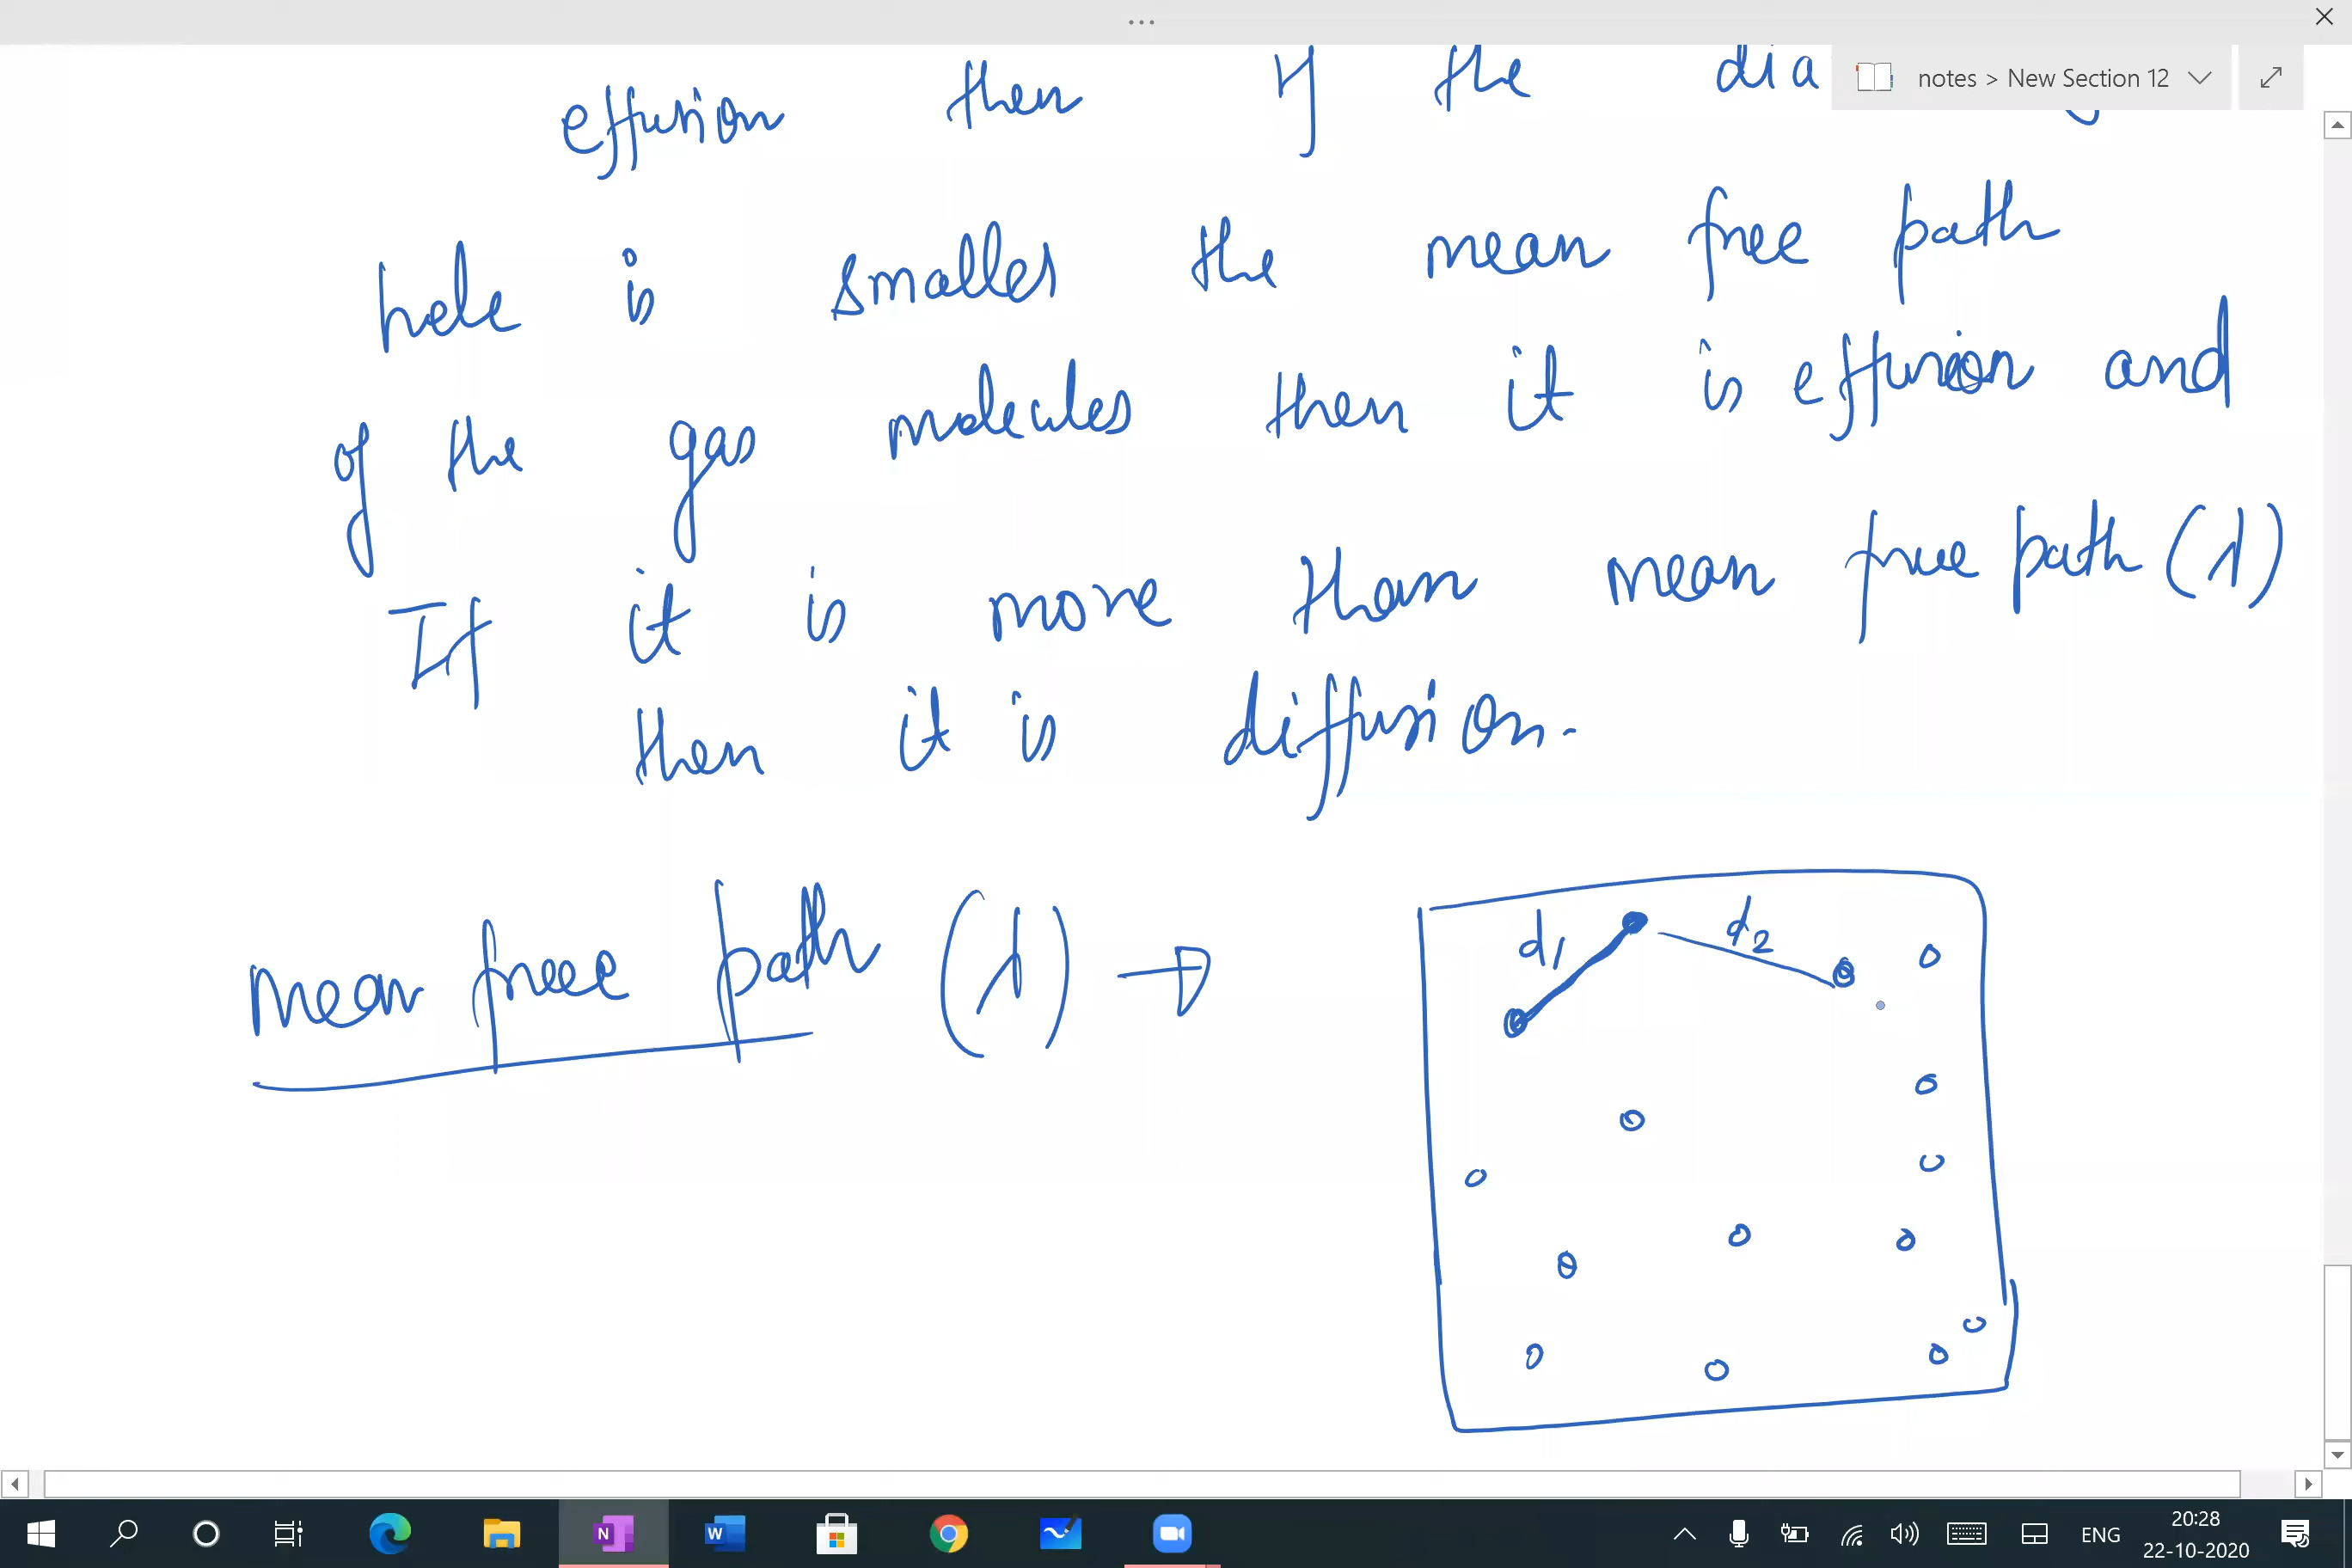 ...
notes > New Section 12
effusion then If the dia
hole is smaller the mean free path
of the gas molecules then it is effusion and
If it is more than mean free path (λ)
then it is diffusion.
mean free path (λ) →
d1 d2
N
W
ENG
20:28
22-10-2020